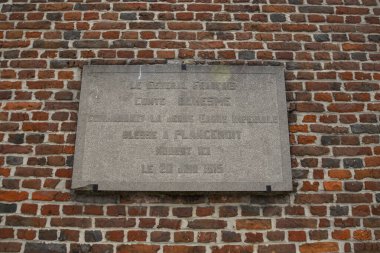 LE GENERAL FRANCAIS
COMTE DUHESME
COMMANDANT LA JEUNE GARDE IMPERIALE
BLESSE A PLANCENOIT
MOURUT ICI
LE 20 JUIN 1815